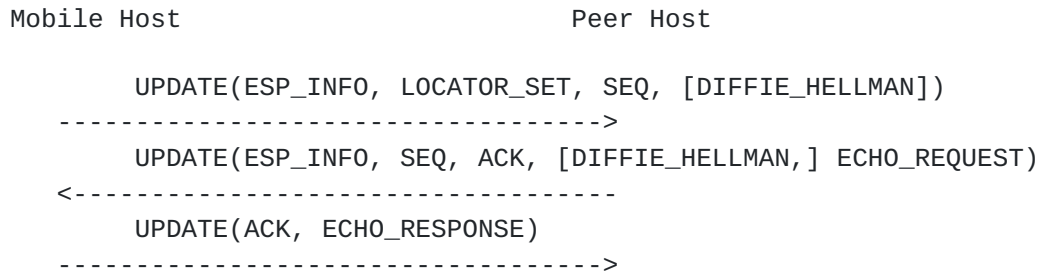 Mobile Host                         Peer Host
UPDATE(ESP_INFO, LOCATOR_SET, SEQ, [DIFFIE_HELLMAN])
----------------------------------->
UPDATE(ESP_INFO, SEQ, ACK, [DIFFIE_HELLMAN,] ECHO_REQUEST)
<-----------------------------------
UPDATE(ACK, ECHO_RESPONSE)
----------------------------------->